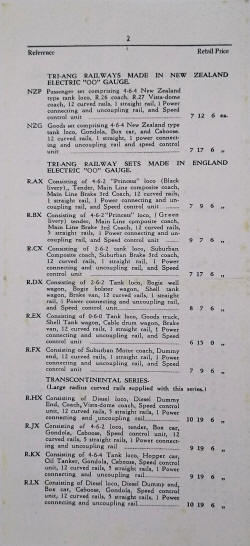 2
Reference Retail Price
TRI-ANG RAILWAYS MADE IN NEW ZEALAND
ELECTRIC "OO" GAUGE.
NZP Passenger set comprising 4-6-4 New Zealand
type tank loco, R.26 coach, R.27 Vista-dome
coach, 12 curved rails, 1 straight rail, 1 Power
connecting and uncoupling rail, and Speed
control unit 7 12 6 ea.
NZG Goods set comprising 4-6-4 New Zealand type
tank loco, Gondola, Box car, and Caboose.
12 curved rails, 1 straight, 1 power connect-
ing and uncoupling rail and speed control
unit 7 17 6 „
TRI-ANG RAILWAY SETS MADE IN ENGLAND
ELECTRIC "OO" GAUGE.
R.AX Consisting of 4-6-2 "Princess" loco (Black
livery)., Tender, Main Line composite coach,
Main Line Brake 3rd Coach, 12 curved rails,
1 straight rail, 1 Power connecting and un-
coupling rail, and Speed control unit 7 9 6 „
R.BX Consisting of 4-6-2 "Princess" loco, (Green
livery) tender, Main Line composite coach,
Main Line Brake 3rd Coach, 12 curved rails,
5 straight rails, 1 Power connecting and un-
coupling rail, and Speed control unit 9 7 6 „
R.CX Consisting of 2-6-2 tank loco, Suburban
Composite coach, Suburban Brake 3rd coach,
12 curved rails, 1 straight rail, 1 Power
connecting and uncoupling rail, and Speed
control unit 7 17 6 „
R.DX Consisting of 2-6-2 Tank loco, Bogie well
wagon, Bogie bolster wagon, Shell tank
wagon, Brake van, 12 curved rails, 1 straight
rail, 1 Power connecting and uncoupling rail,
and Speed control unit 8 7 6 „
R.EX Consisting of 0-6-0 Tank loco, Goods truck,
Shell Tank wagon, Cable drum wagon, Brake
van, 12 curved rails, 1 straight rail, 1 Power
connecting and uncoupling rail, and Speed
control unit 6 15 0 „
R.FX Consisting of Suburban Motor coach, Dummy
end, 12 curved rails, 1 straight rail, 1 Power
connecting and uncoupling rail, and Speed
control unit 7 9 6 „
TRANSCONTINENTAL SERIES-
(Large radius curved rails supplied with this series.)
R.HX Consisting of Diesel loco, Diesel Dummy
End, Coach, Vista-dome coach, Speed control
unit, 12 curved rails, 5 straight rails, 1 Power
connecting and uncoupling rail 10 19 6 „
R.JX Consisting of 4-6-2 loco, tender, Box car,
Gondola, Caboose, Speed control unit, 12
curved rails, 5 straight rails, 1 Power connect-
ing and uncoupling rail 9 19 6 „
R.KX Consisting of 4-6-4 Tank loco, Hopper car,
Oil Tanker, Gondola, Caboose, Speed control
unit, 12 curved rails, 5 straight rails, 1 Power
connecting and uncoupling rail 9 19 6 „
R.LX Consisting of Diesel loco, Diesel Dummy end,
Box car, Caboose, Gondola, Speed control
unit, 12 curved rails, 5 straight rails, 1 Power
connecting and uncoupling rail 10 19 6 „